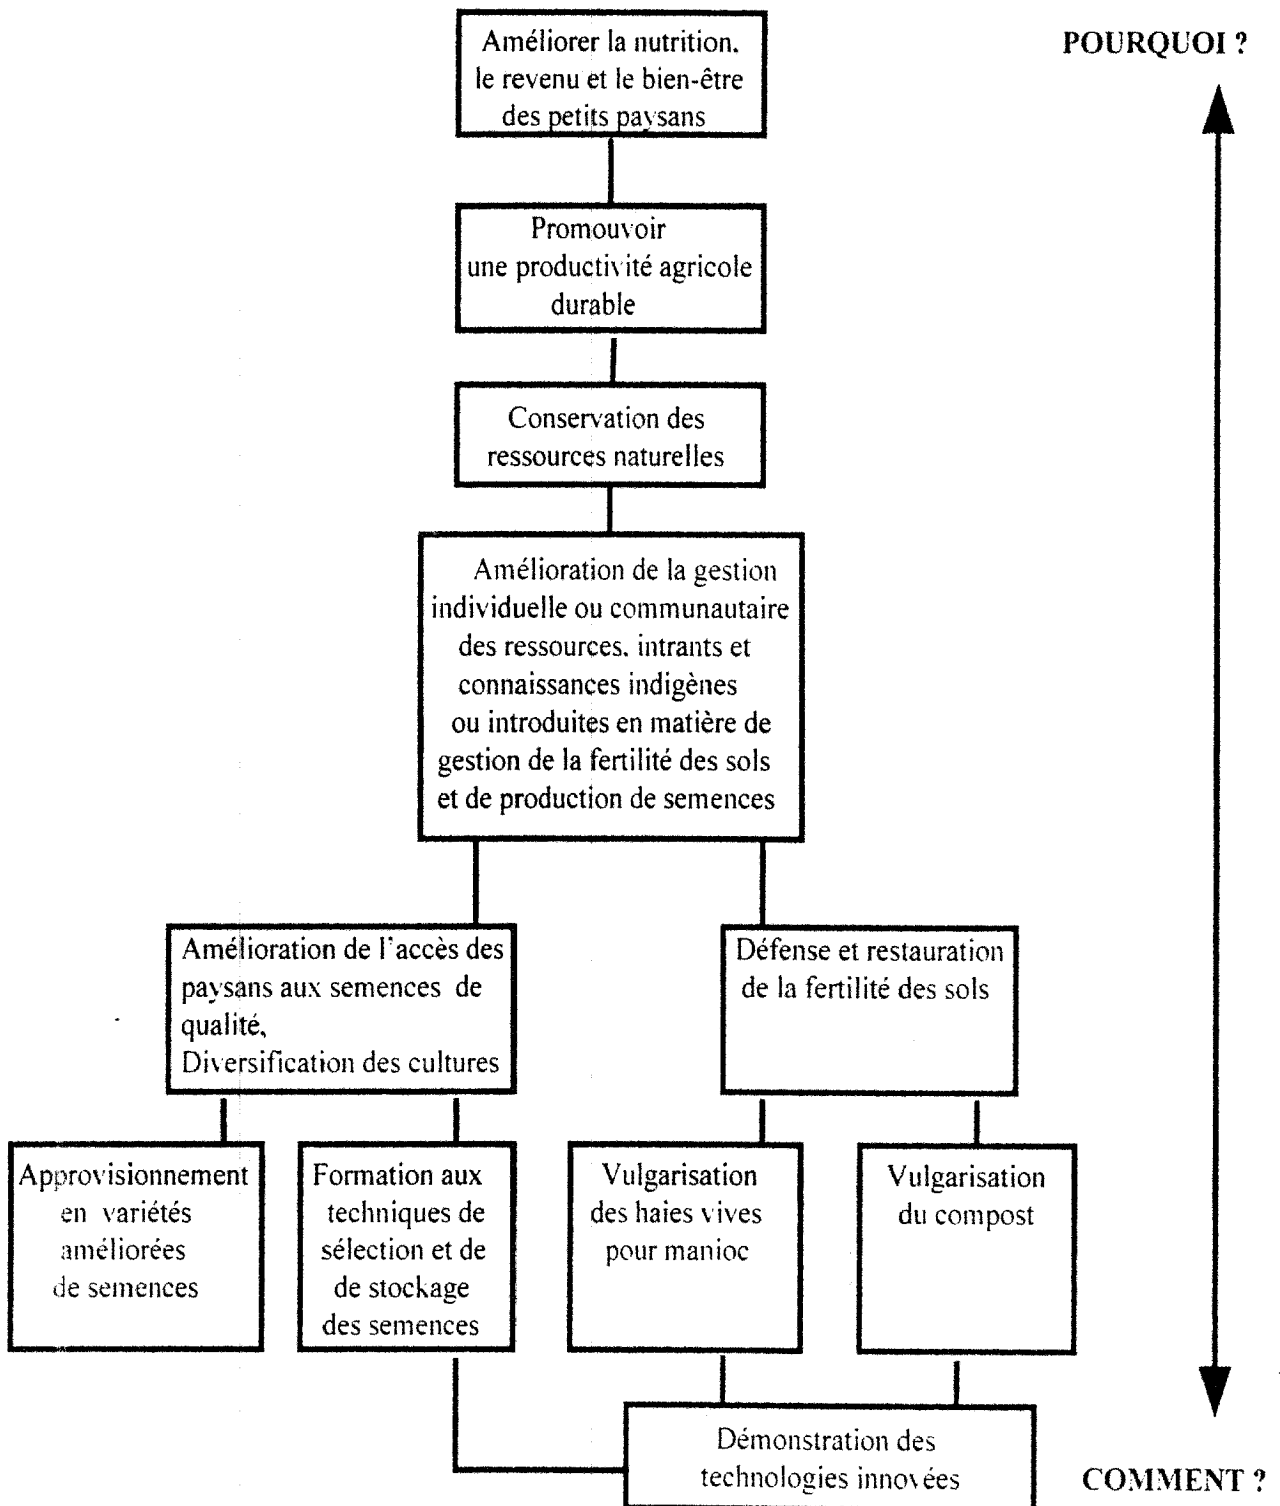 Améliorer la nutrition.
le revenu et le bien-être
des petits paysans
POURQUOI ?
Promouvoir
une productivité agricole
durable
Conservation des
ressources naturelles
Amélioration de la gestion
individuelle ou communautaire
des ressources. intrants et
connaissances indigènes
ou introduites en matière de
gestion de la fertilité des sols
et de production de semences
Amélioration de l'accès des
paysans aux semences de
qualité,
Diversification des cultures
Défense et restauration
de la fertilité des sols
Approvisionnement
en variétés
améliorées
de semences
Formation aux
techniques de
sélection et de
de stockage
des semences
Vulgarisation
des haies vives
pour manioc
Vulgarisation
du compost
Démonstration des
technologies innovées
COMMENT ?